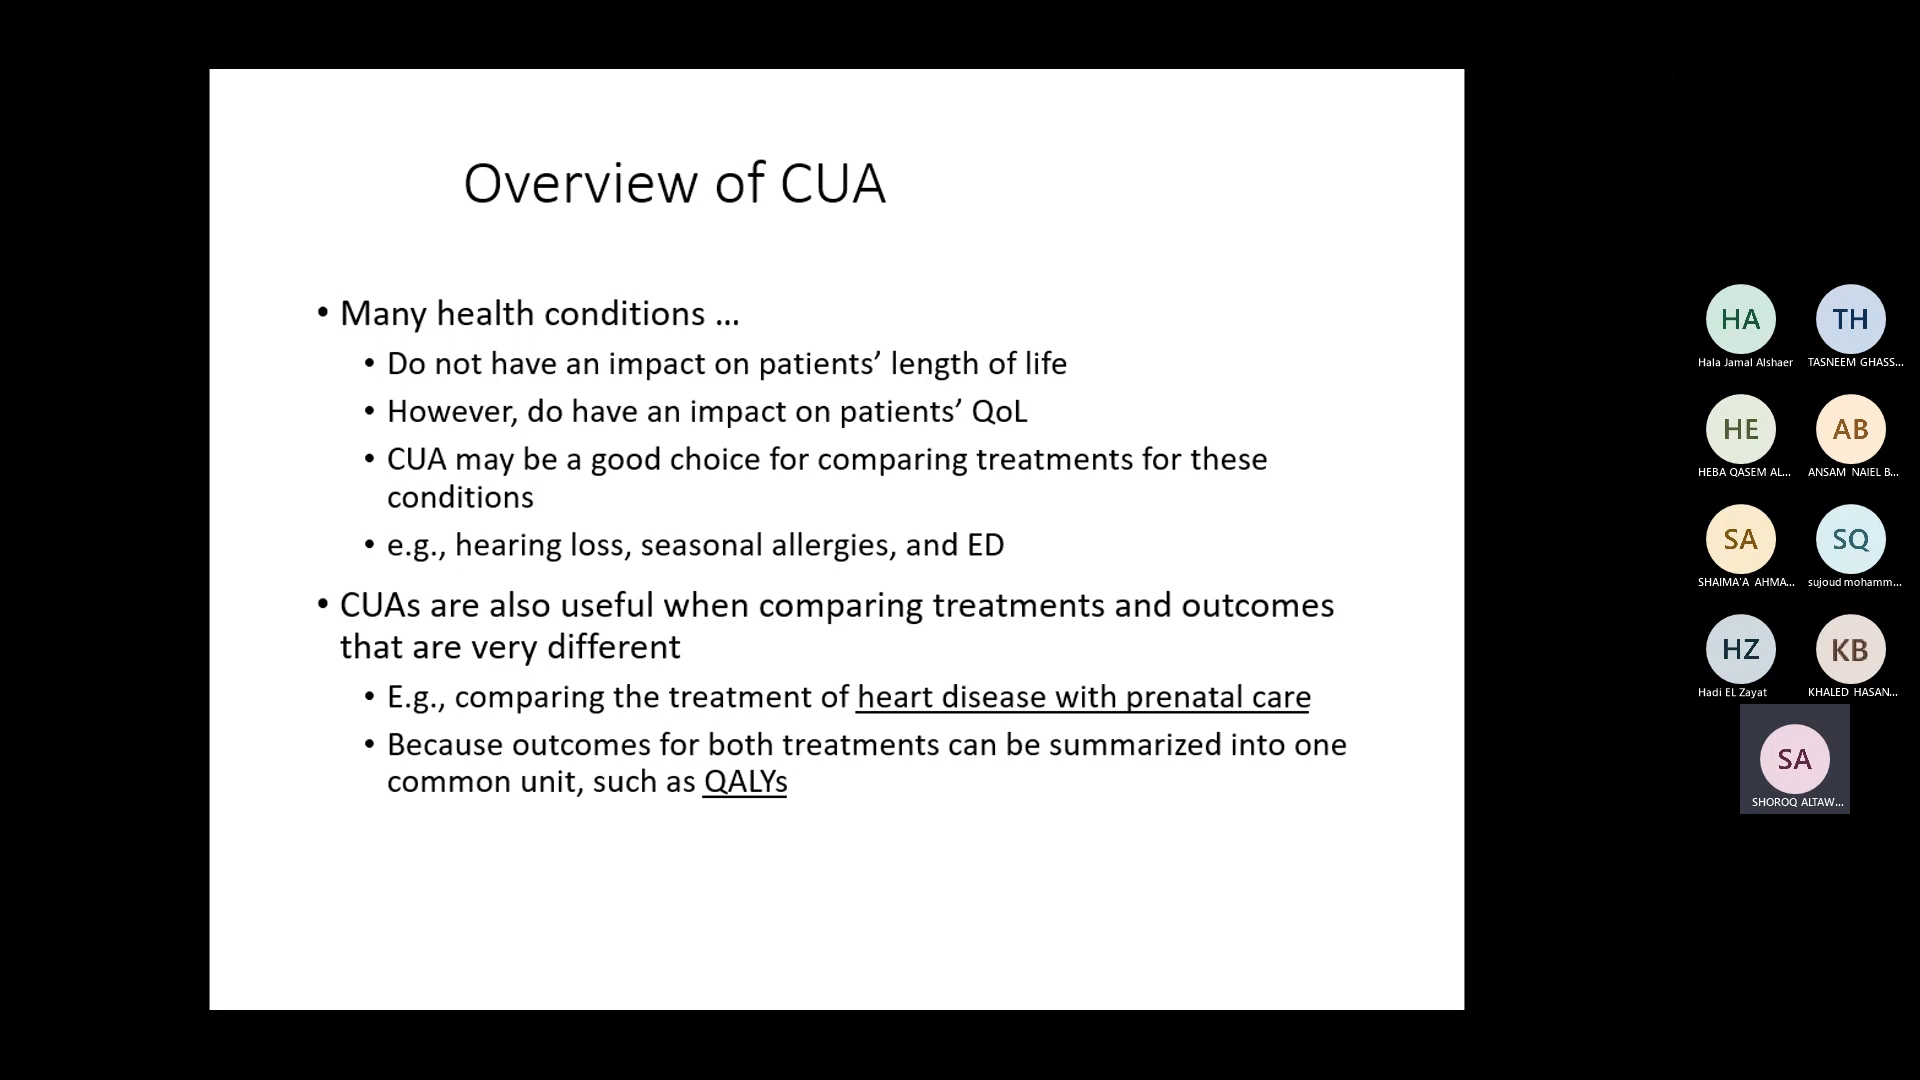 Overview of CUA
• Many health conditions ...
• Do not have an impact on patients’ length of life
• However, do have an impact on patients’ QoL
• CUA may be a good choice for comparing treatments for these
conditions
• e.g., hearing loss, seasonal allergies, and ED
• CUAs are also useful when comparing treatments and outcomes
that are very different
• E.g., comparing the treatment of heart disease with prenatal care
• Because outcomes for both treatments can be summarized into one
common unit, such as QALYs
HA
Hala Jamal Alshaer
TH
TASNEEM GHASS...
HE
HEBA QASEM AL...
AB
ANSAM NAIEL B...
SA
SHAIMA'A AHMA...
SQ
sujoud mohamm...
HZ
Hadi EL Zayat
KB
KHALED HASAN...
SA
SHOROQ ALTAW...